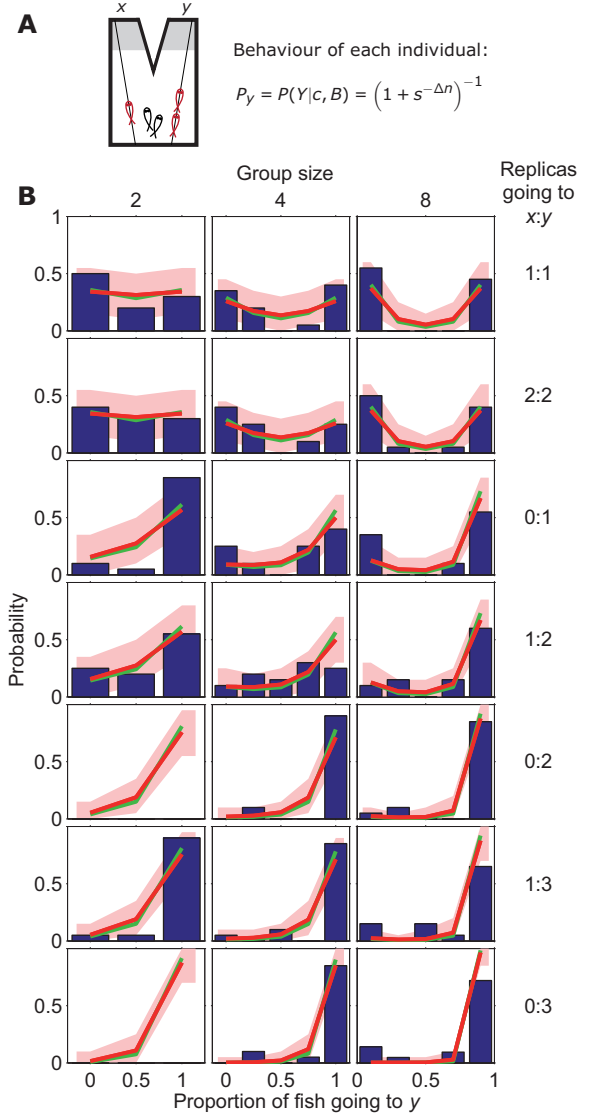 A
x
y
Behaviour of each individual:
P_y = P(Y|c, B) = (1 + s^{−Δn})^{−1}
B
Group size
Replicas
going to
x:y
2
4
8
1
0.5
0
1:1
0.5
0
2:2
0.5
0
0:1
0.5
0
1:2
0.5
0
0:2
0.5
0
1:3
0.5
0
0:3
Probability
0 0.5 1
0 0.5 1
0 0.5 1
Proportion of fish going to y